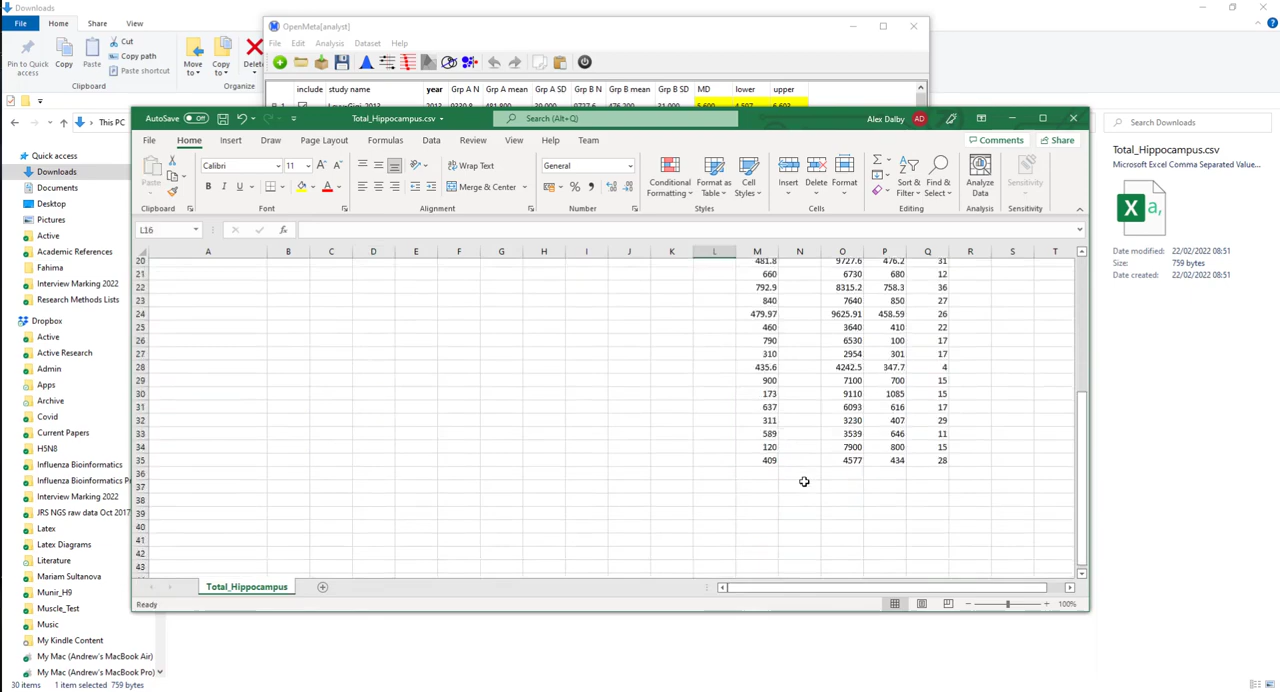 Downloads
File Home Share View
Pin to Quick access
Copy
Paste
Cut
Copy path
Paste shortcut
Clipboard
Move to
Copy to
Delete
Organize
This PC
Search Downloads
OpenMeta[analyst]
File Edit Analysis Dataset Help
include study name year Grp A N Grp A mean Grp A SD Grp B N Grp B mean Grp B SD MD lower upper
AutoSave Off Total_Hippocampus.csv Search (Alt+Q) Alex Dalby AD
File Home Insert Draw Page Layout Formulas Data Review View Help Team Comments Share
Paste
Clipboard
Calibri 11
B I U
Font
Wrap Text
Merge & Center
Alignment
General
Number
Conditional Formatting
Format as Table
Cell Styles
Styles
Insert Delete Format
Cells
Sort & Filter
Find & Select
Editing
Analyze Data
Analysis
Sensitivity
Sensitivity
L16 fx
A B C D E F G H I J K L M N O P Q R S T
20 481.8 9727.6 476.2 31
21 660 6730 680 12
22 792.9 8315.2 758.3 36
23 840 7640 850 27
24 479.97 9625.91 458.59 26
25 460 3640 410 22
26 790 6530 100 17
27 310 2954 301 17
28 435.6 4242.5 347.7 4
29 900 7100 700 15
30 173 9110 1085 15
31 637 6093 616 17
32 311 3230 407 29
33 589 3539 646 11
34 120 7900 800 15
35 409 4577 434 28
36
37
38
39
40
41
42
43
Total_Hippocampus
Ready 100%
Quick access
Downloads
Documents
Desktop
Pictures
Active
Academic References
Fahima
Interview Marking 2022
Research Methods Lists
Dropbox
Active
Active Research
Admin
Apps
Archive
Covid
Current Papers
H5N8
Influenza Bioinformatics
Influenza Bioinformatics Pa
Interview Marking 2022
JRS NGS raw data Oct 2017
Latex
Latex Diagrams
Literature
Mariam Sultanova
Munir_H9
Muscle_Test
Music
My Kindle Content
My Mac (Andrew's MacBook Air)
My Mac (Andrew's MacBook Pro)
30 items 1 item selected 759 bytes
Total_Hippocampus.csv
Microsoft Excel Comma Separated Value...
Date modified: 22/02/2022 08:51
Size: 759 bytes
Date created: 22/02/2022 08:51